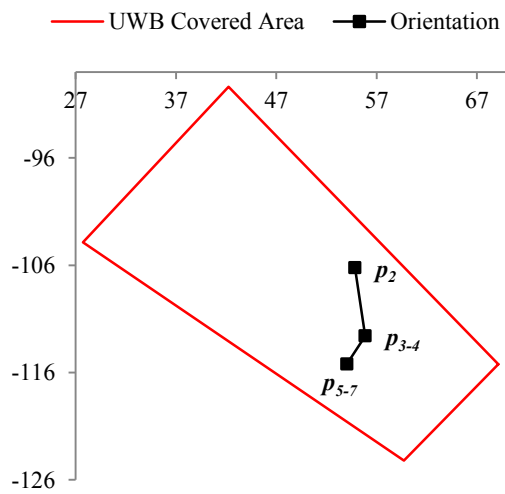 UWB Covered Area Orientation
27 37 47 57 67
-96
-106
p2
p3-4
-116
p5-7
-126